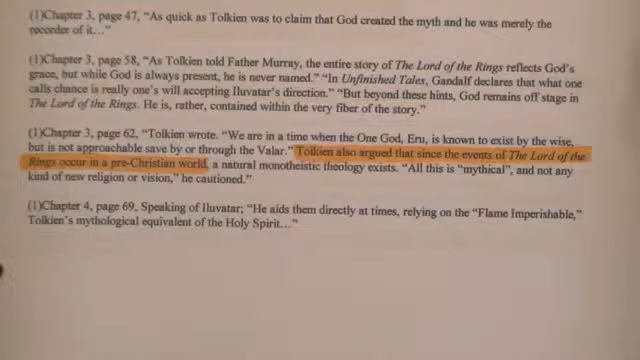 (1)Chapter 3, page 47, “As quick as Tolkien was to claim that God created the myth and he was merely the
recorder of it…”
(1)Chapter 3, page 58, “As Tolkien told Father Murray, the entire story of The Lord of the Rings reflects God’s
grace, but while God is always present, he is never named.” “In Unfinished Tales, Gandalf declares that what one
calls chance is really one’s will accepting Iluvatar’s direction.” “But beyond these hints, God remains off stage in
The Lord of the Rings. He is, rather, contained within the very fiber of the story.”
(1)Chapter 3, page 62, “Tolkien wrote. “We are in a time when the One God, Eru, is known to exist by the wise,
but is not approachable save by or through the Valar.” Tolkien also argued that since the events of The Lord of the
Rings occur in a pre-Christian world, a natural monotheistic theology exists. “All this is “mythical”, and not any
kind of new religion or vision,” he cautioned.”
(1)Chapter 4, page 69, Speaking of Iluvatar; “He aids them directly at times, relying on the “Flame Imperishable,”
Tolkien’s mythological equivalent of the Holy Spirit…”